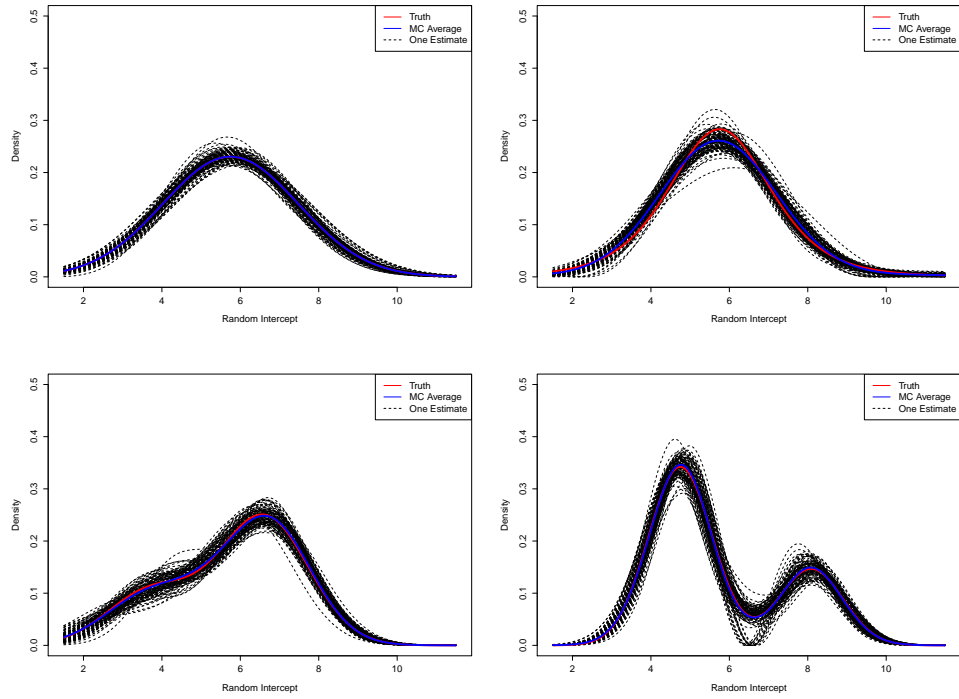 Truth
MC Average
One Estimate
Density
0.0 0.1 0.2 0.3 0.4 0.5
2 4 6 8 10
Random Intercept
Truth
MC Average
One Estimate
Density
0.0 0.1 0.2 0.3 0.4 0.5
2 4 6 8 10
Random Intercept
Truth
MC Average
One Estimate
Density
0.0 0.1 0.2 0.3 0.4 0.5
2 4 6 8 10
Random Intercept
Truth
MC Average
One Estimate
Density
0.0 0.1 0.2 0.3 0.4 0.5
2 4 6 8 10
Random Intercept